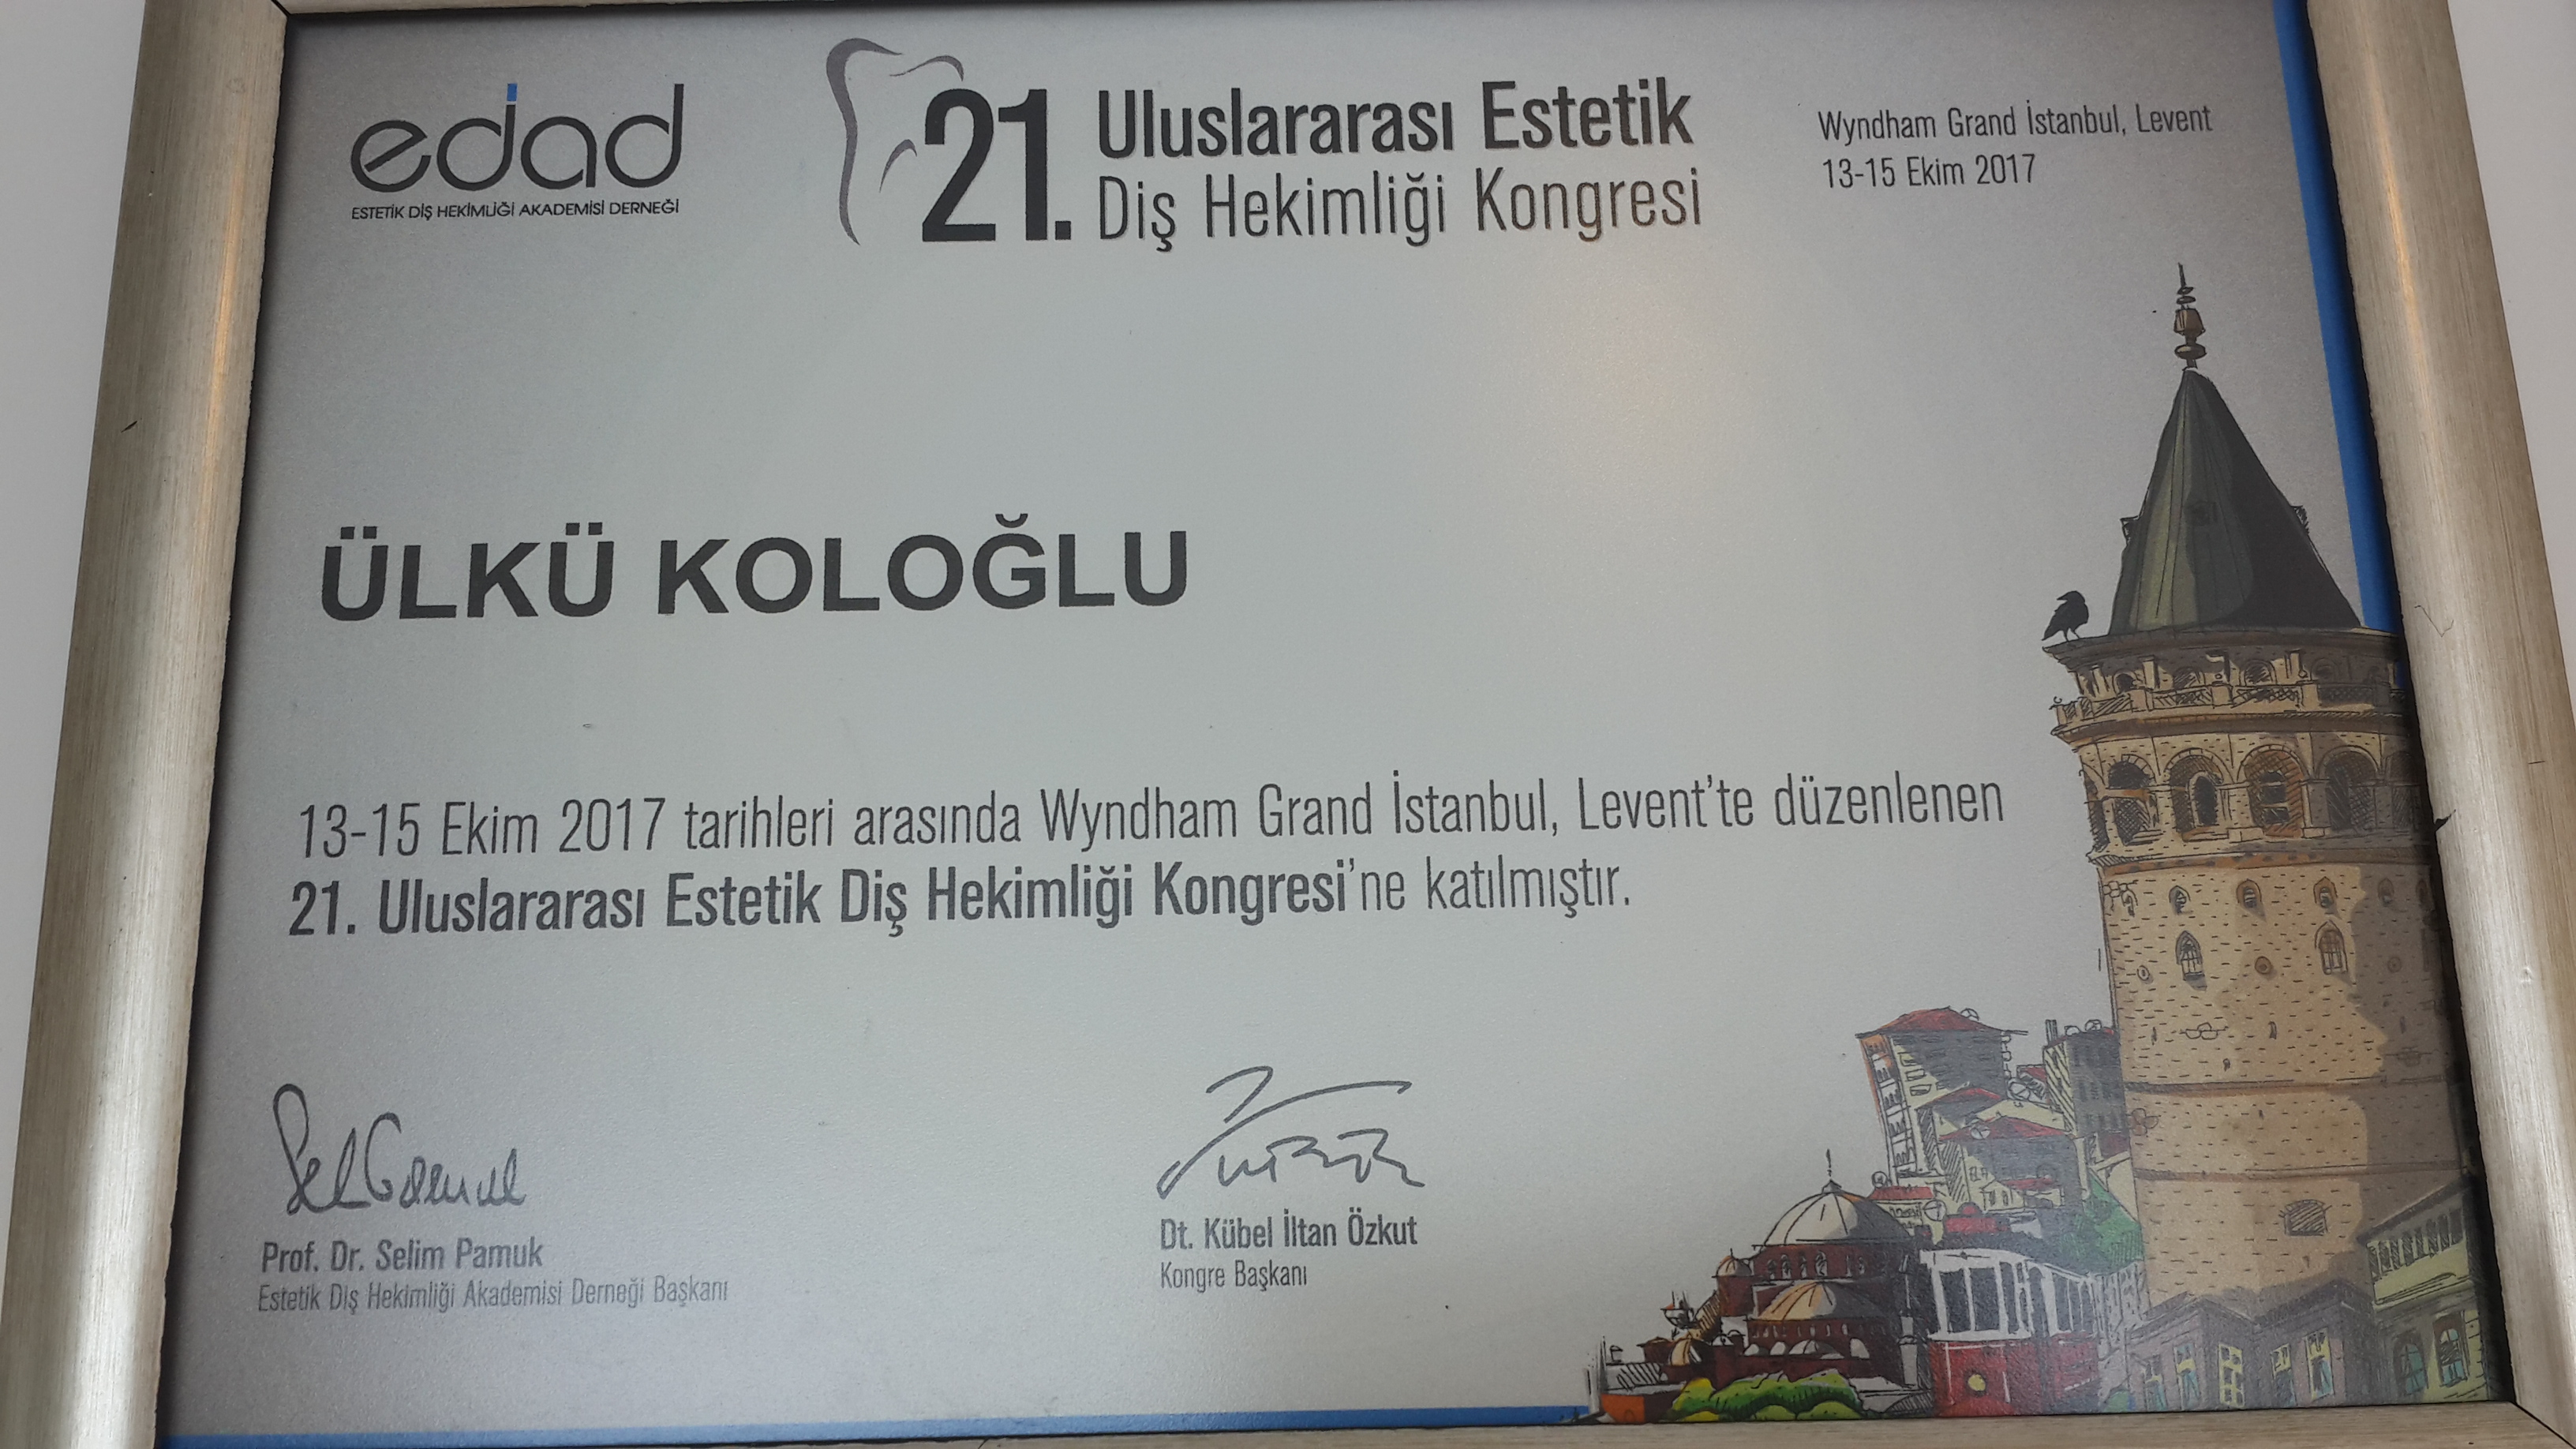 edad
ESTETİK DİŞ HEKİMLİĞİ AKADEMİSİ DERNEĞİ
21. Uluslararası Estetik
Diş Hekimliği Kongresi
Wyndham Grand İstanbul, Levent
13-15 Ekim 2017
ÜLKÜ KOLOĞLU
13-15 Ekim 2017 tarihleri arasında Wyndham Grand İstanbul, Levent'te düzenlenen
21. Uluslararası Estetik Diş Hekimliği Kongresi'ne katılmıştır.
Prof. Dr. Selim Pamuk
Estetik Diş Hekimliği Akademisi Derneği Başkanı
Dt. Kübel İltan Özkut
Kongre Başkanı